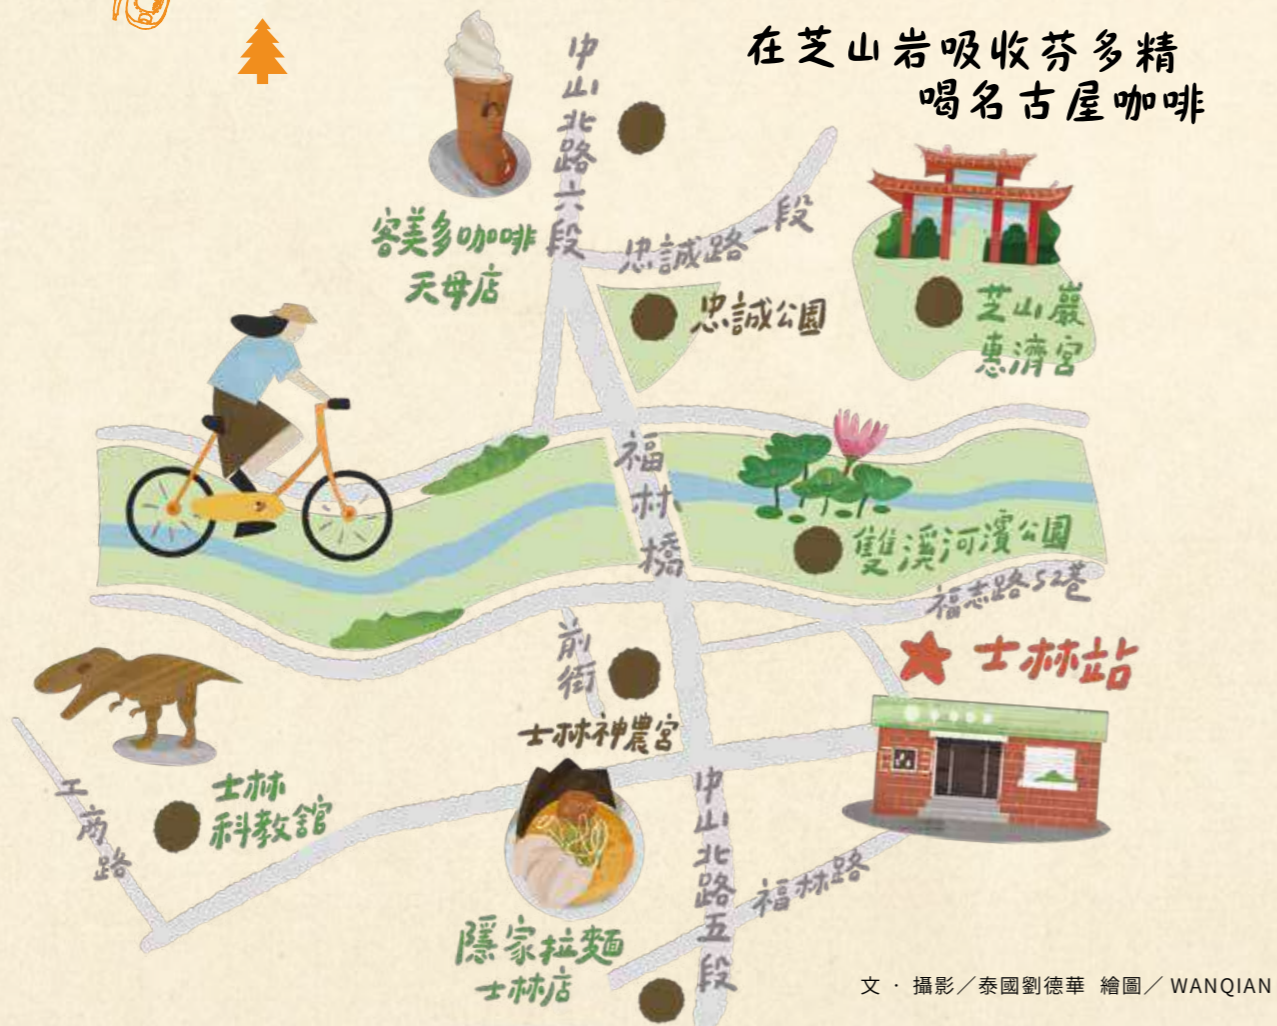 在芝山岩吸收芬多精
喝名古屋咖啡
中山北路六段
客美多咖啡
天母店
忠誠路一段
忠誠公園
芝山巖
惠濟宮
福林橋
雙溪河濱公園
福志路52巷
前街
士林站
士林神農宮
工商路
士林
科教館
中山北路五段
福林路
隱家拉麵
士林店
文 · 攝影／泰國劉德華 繪圖／WANQIAN